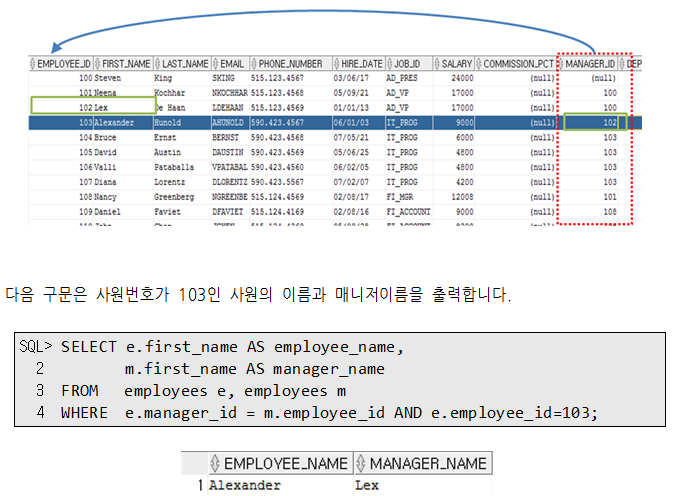 EMPLOYEE_ID FIRST_NAME LAST_NAME EMAIL PHONE_NUMBER HIRE_DATE JOB_ID SALARY COMMISSION_PCT MANAGER_ID DEP
100 Steven King SKING 515.123.4567 03/06/17 AD_PRES 24000 (null) (null)
101 Neena Kochhar NKOCHHAR 515.123.4568 05/09/21 AD_VP 17000 (null) 100
102 Lex De Haan LDEHAAN 515.123.4569 01/01/13 AD_VP 17000 (null) 100
103 Alexander Hunold AHUNOLD 590.423.4567 06/01/03 IT_PROG 9000 (null) 102
104 Bruce Ernst BERNST 590.423.4568 07/05/21 IT_PROG 6000 (null) 103
105 David Austin DAUSTIN 590.423.4569 05/06/25 IT_PROG 4800 (null) 103
106 Valli Pataballa VPATABAL 590.423.4560 06/02/05 IT_PROG 4800 (null) 103
107 Diana Lorentz DLORENTZ 590.423.5567 07/02/07 IT_PROG 4200 (null) 103
108 Nancy Greenberg NGREENBE 515.124.4569 02/08/17 FI_MGR 12008 (null) 101
109 Daniel Faviet DFAVIET 515.124.4169 02/08/16 FI_ACCOUNT 9000 (null) 108
다음 구문은 사원번호가 103인 사원의 이름과 매니저이름을 출력합니다.
SQL> SELECT e.first_name AS employee_name,
2 m.first_name AS manager_name
3 FROM employees e, employees m
4 WHERE e.manager_id = m.employee_id AND e.employee_id=103;
EMPLOYEE_NAME MANAGER_NAME
1 Alexander Lex